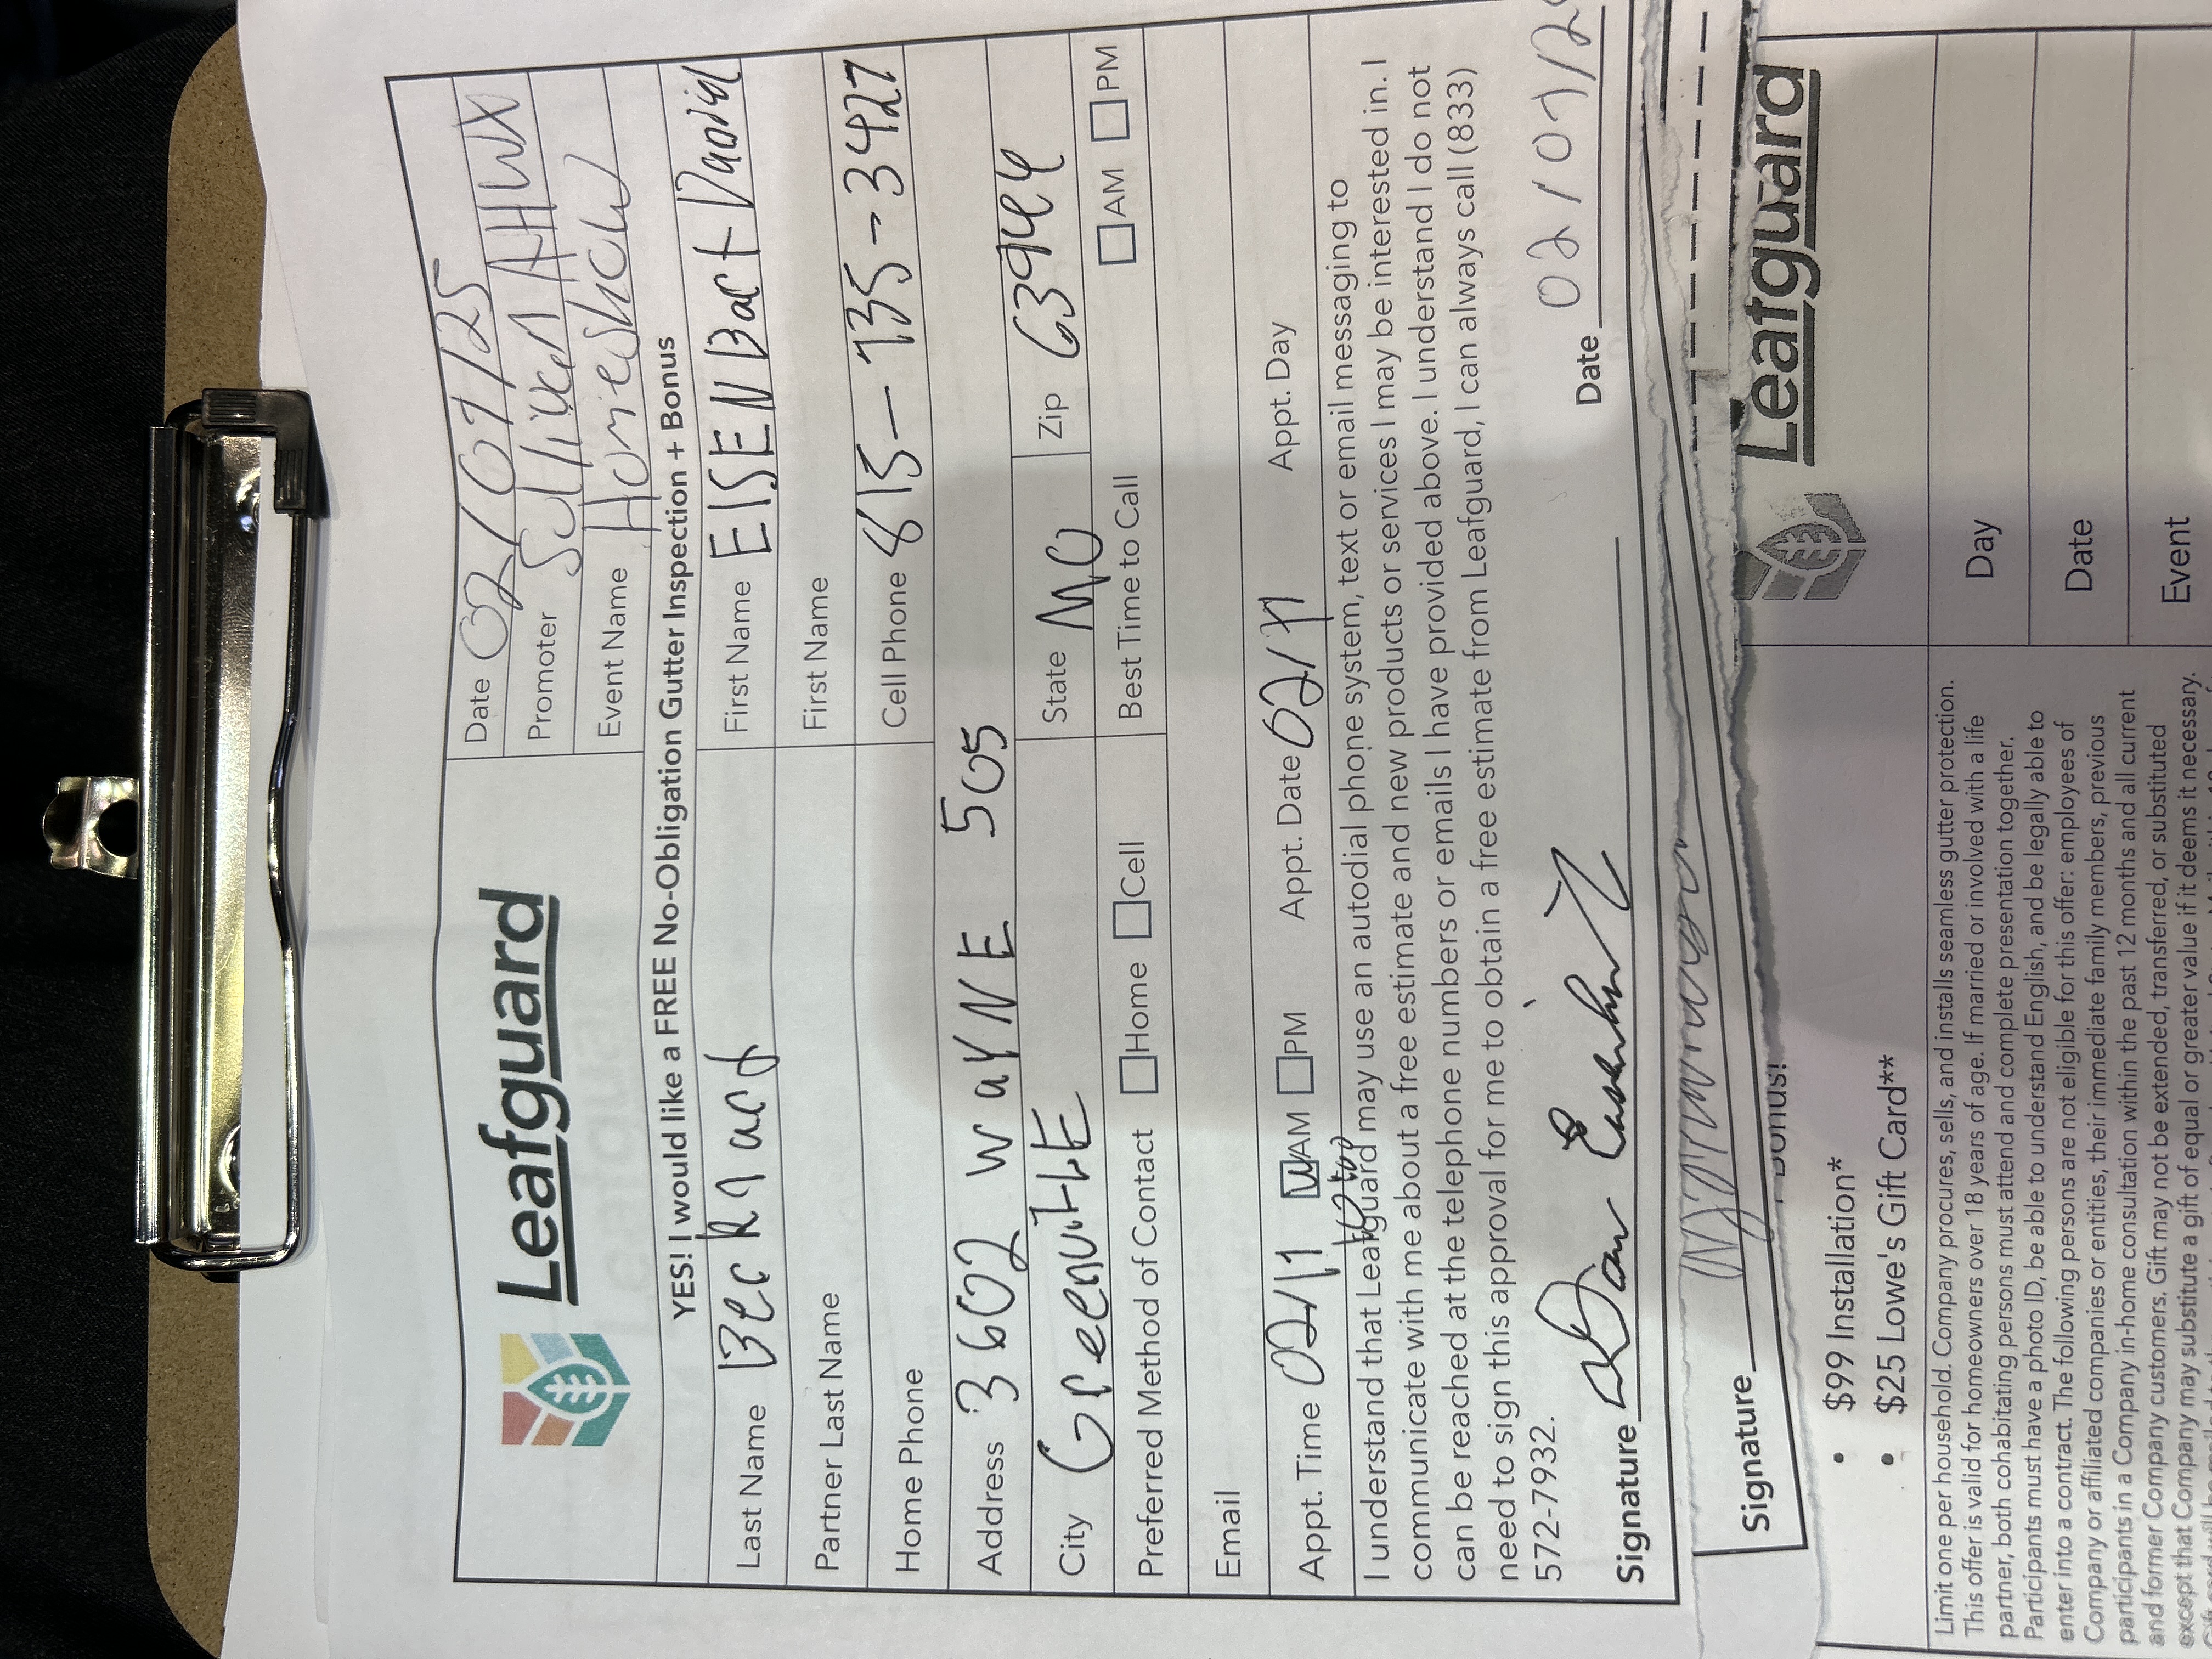 Leafguard
Date 02/07/25
Promoter Sullivan AHWX
Event Name Homeshow
YES! I would like a FREE No-Obligation Gutter Inspection + Bonus
Last Name
First Name EISENBart David
Partner Last Name
First Name
Home Phone
Cell Phone 815-735-3427
Address 3602 WaYNE 505
City GreenviLLE
State MO
Zip 63944
Preferred Method of Contact Home Cell
Best Time to Call AM PM
Email
Appt. Time 02/11 AM PM Appt. Date 02/11 Appt. Day
I understand that Leafguard may use an autodial phone system, text or email messaging to
communicate with me about a free estimate and new products or services I may be interested in. I
can be reached at the telephone numbers or emails I have provided above. I understand I do not
need to sign this approval for me to obtain a free estimate from Leafguard, I can always call (833)
572-7932.
Signature
Date 02/07/2
Signature
Bonus!
• $99 Installation*
• $25 Lowe's Gift Card**
Leafguard
Limit one per household. Company procures, sells, and installs seamless gutter protection.
This offer is valid for homeowners over 18 years of age. If married or involved with a life
partner, both cohabitating persons must attend and complete presentation together.
Participants must have a photo ID, be able to understand English, and be legally able to
enter into a contract. The following persons are not eligible for this offer: employees of
Company or affiliated companies or entities, their immediate family members, previous
participants in a Company in-home consultation within the past 12 months and all current
and former Company customers. Gift may not be extended, transferred, or substituted
except that Company may substitute a gift of equal or greater value if it deems it necessary.
Day
Date
Event